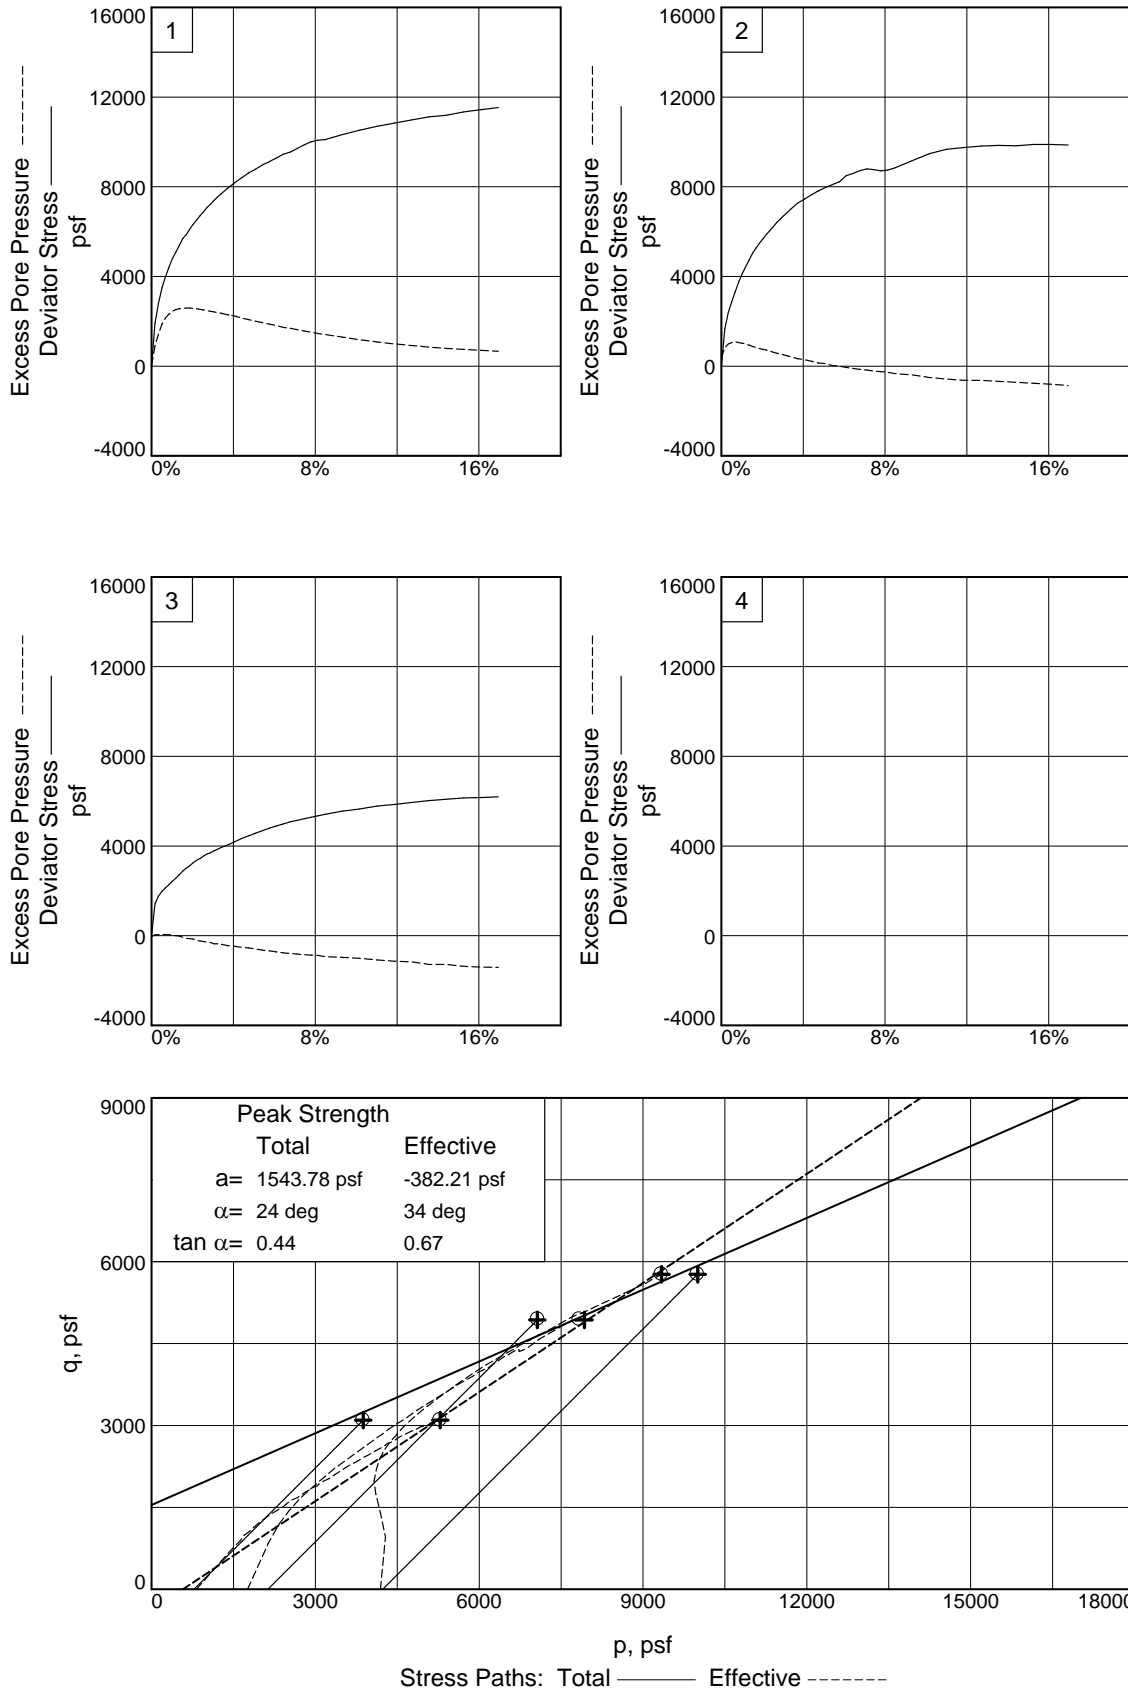 1
16000
12000
8000
4000
0
-4000
0%
8%
16%
Excess Pore Pressure
Deviator Stress
psf
2
16000
12000
8000
4000
0
-4000
0%
8%
16%
Excess Pore Pressure
Deviator Stress
psf
3
16000
12000
8000
4000
0
-4000
0%
8%
16%
Excess Pore Pressure
Deviator Stress
psf
4
16000
12000
8000
4000
0
-4000
0%
8%
16%
Excess Pore Pressure
Deviator Stress
psf
Peak Strength
Total Effective
a= 1543.78 psf -382.21 psf
α= 24 deg 34 deg
tan α= 0.44 0.67
9000
6000
3000
0
q, psf
0 3000 6000 9000 12000 15000 18000
p, psf
Stress Paths: Total Effective